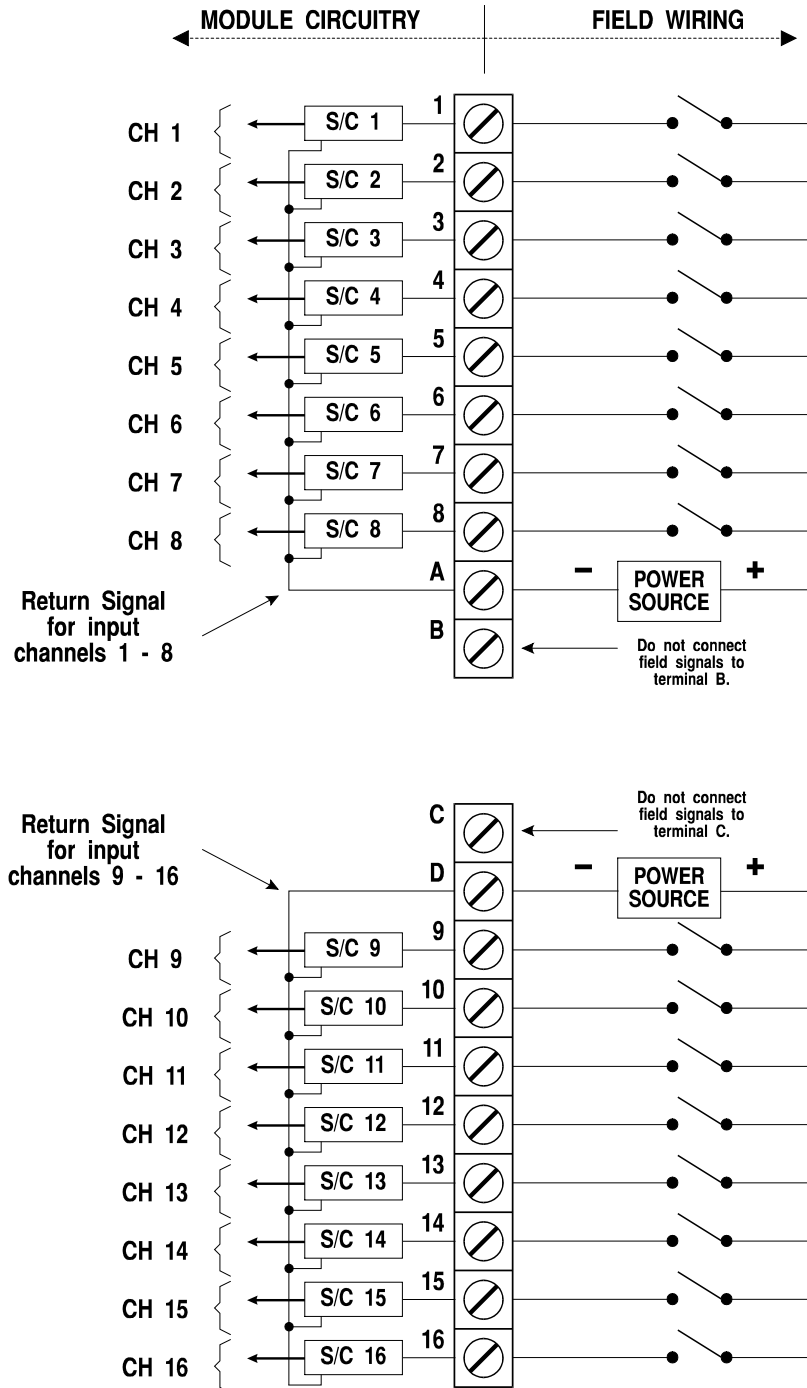 MODULE CIRCUITRY
FIELD WIRING
CH 1
S/C 1
1
CH 2
S/C 2
2
CH 3
S/C 3
3
CH 4
S/C 4
4
CH 5
S/C 5
5
CH 6
S/C 6
6
CH 7
S/C 7
7
CH 8
S/C 8
8
A
–
POWER
SOURCE
+
Return Signal
for input
channels 1 - 8
B
Do not connect
field signals to
terminal B.
Return Signal
for input
channels 9 - 16
C
Do not connect
field signals to
terminal C.
D
–
POWER
SOURCE
+
CH 9
S/C 9
9
CH 10
S/C 10
10
CH 11
S/C 11
11
CH 12
S/C 12
12
CH 13
S/C 13
13
CH 14
S/C 14
14
CH 15
S/C 15
15
CH 16
S/C 16
16